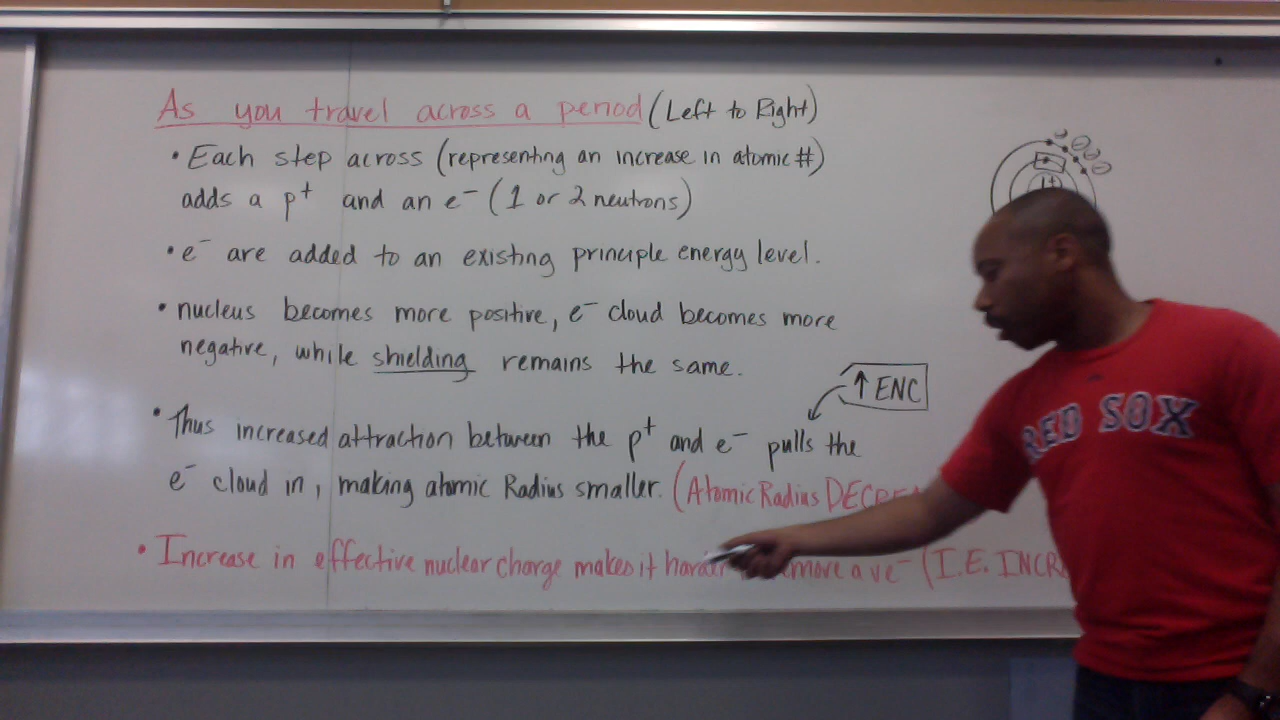 As you travel across a period (Left to Right)
• Each step across (representing an increase in atomic #)
adds a p⁺ and an e⁻ (1 or 2 neutrons)
• e⁻ are added to an existing principle energy level.
• nucleus becomes more positive, e⁻ cloud becomes more
negative, while shielding remains the same.
↑ ENC
• Thus increased attraction between the p⁺ and e⁻ pulls the
e⁻ cloud in, making atomic Radius smaller. (Atomic Radius
• Increase in effective nuclear charge makes it a ve⁻ (I.E.
RED SOX